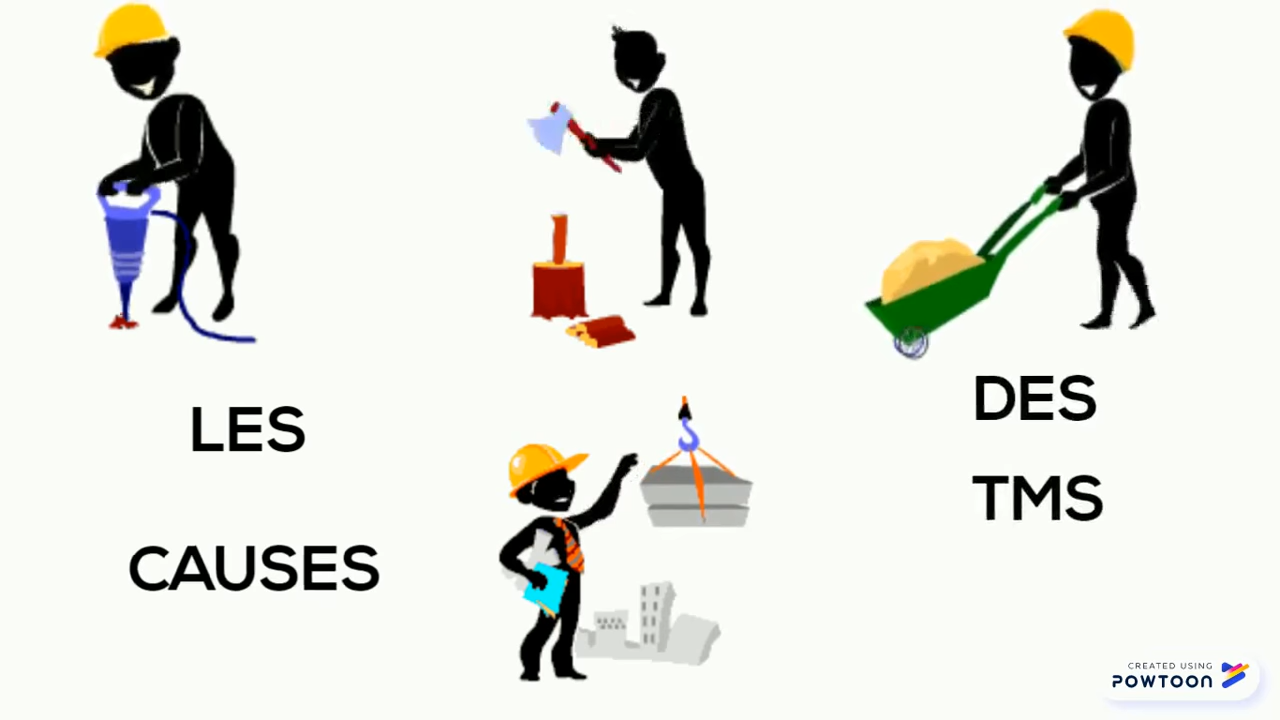 LES
CAUSES
DES
TMS
CREATED USING
POWTOON